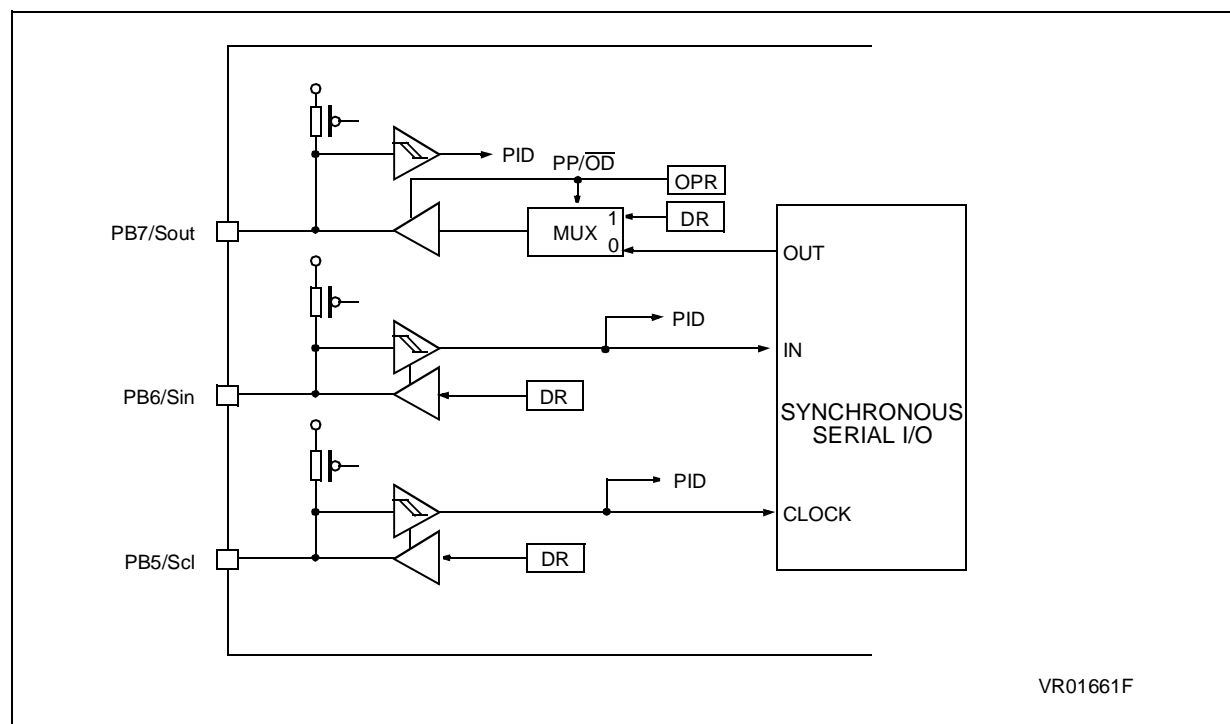 PID
PP/OD
OPR
DR
PB7/Sout
MUX
1
0
OUT
PID
IN
PB6/Sin
DR
SYNCHRONOUS
SERIAL I/O
PID
CLOCK
PB5/Scl
DR
VR01661F